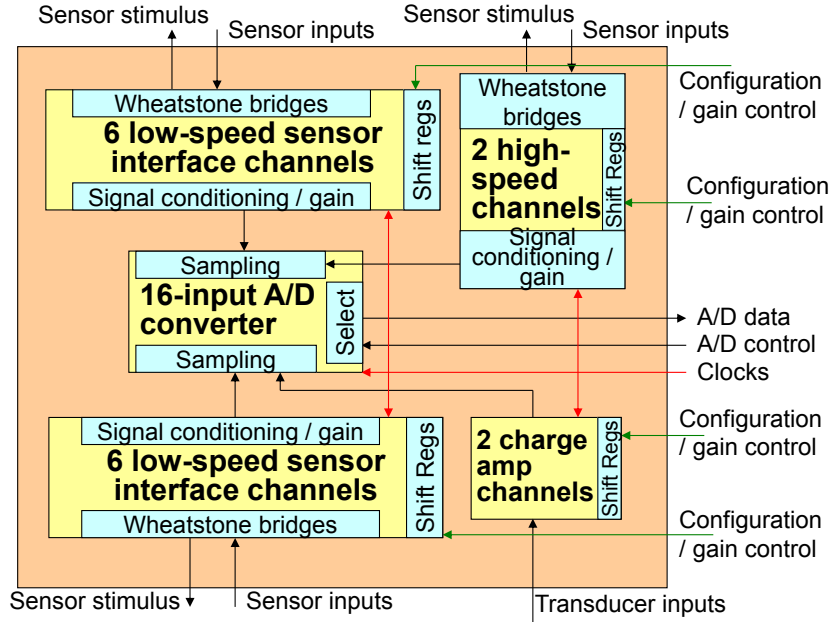 Sensor stimulus
Sensor inputs
Sensor stimulus
Sensor inputs
Wheatstone bridges
6 low-speed sensor
interface channels
Signal conditioning / gain
Shift regs
Wheatstone
bridges
2 high-
speed
channels
Shift Regs
Signal
conditioning /
gain
Configuration
/ gain control
Configuration
/ gain control
Sampling
16-input A/D
converter
Select
Sampling
A/D data
A/D control
Clocks
Signal conditioning / gain
6 low-speed sensor
interface channels
Shift Regs
Wheatstone bridges
2 charge
amp
channels
Shift Regs
Configuration
/ gain control
Configuration
/ gain control
Sensor stimulus
Sensor inputs
Transducer inputs